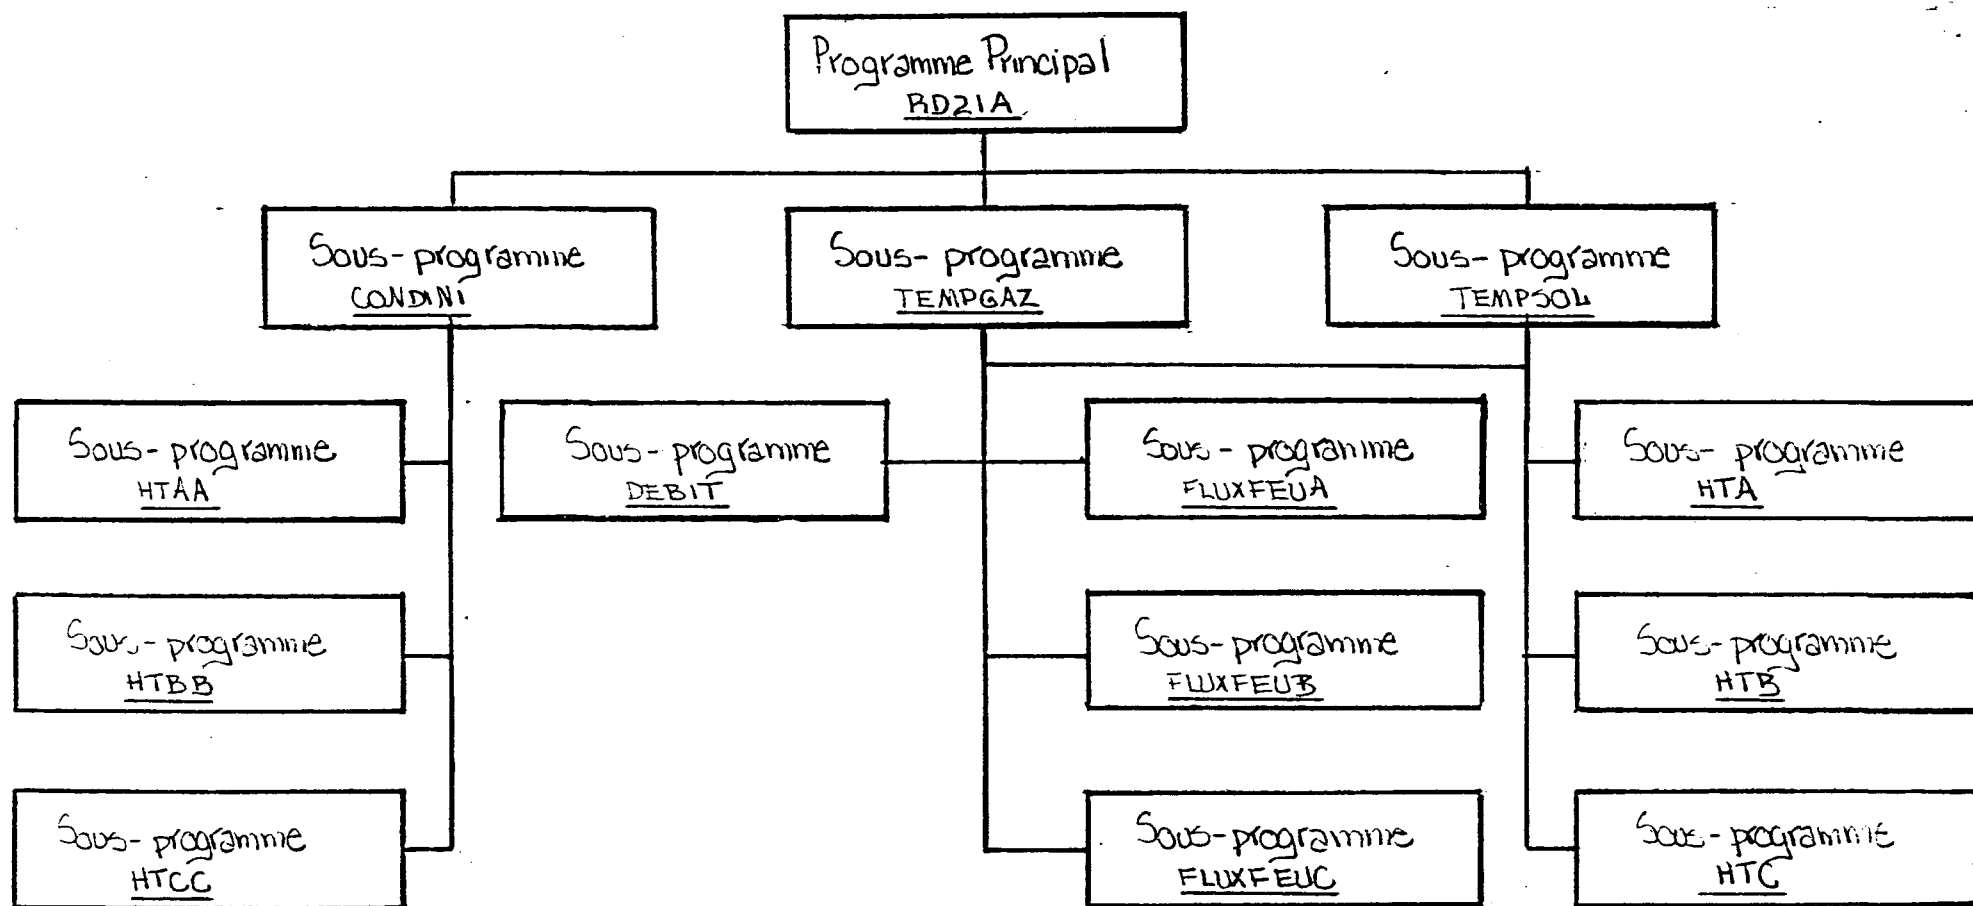 Programme Principal
RD21A
Sous-programme
CONDINI
Sous-programme
TEMPGAZ
Sous-programme
TEMPSOL
Sous-programme
HTAA
Sous-programme
DEBIT
Sous-programme
FLUXFEUA
Sous-programme
HTA
Sous-programme
HTBB
Sous-programme
FLUXFEUB
Sous-programme
HTB
Sous-programme
HTCC
Sous-programme
FLUXFEUC
Sous-programme
HTC